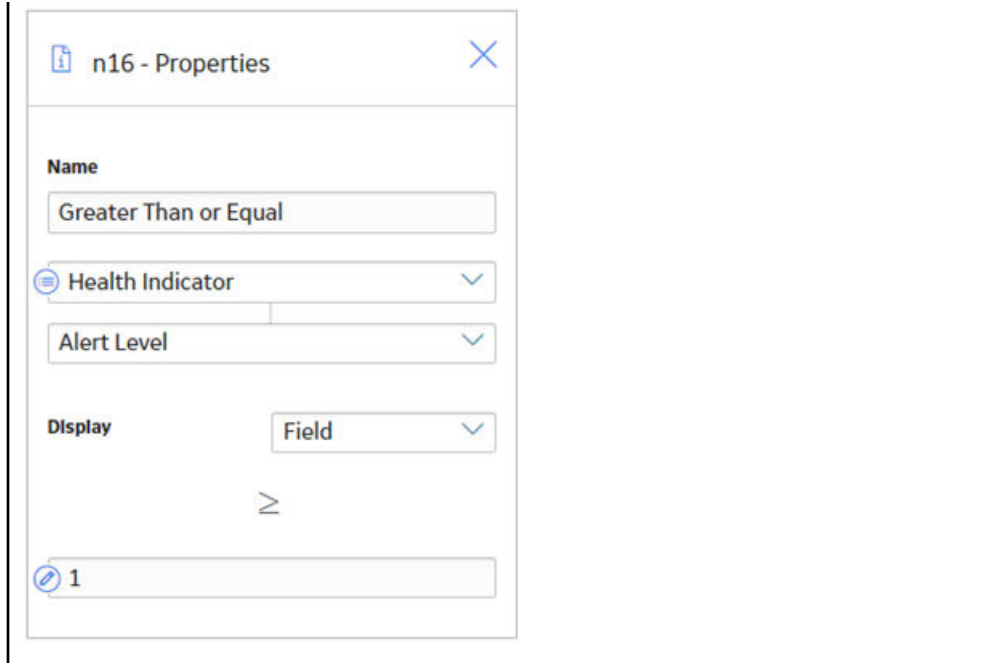 n16 - Properties
Name
Greater Than or Equal
Health Indicator
Alert Level
Display
Field
≥
1